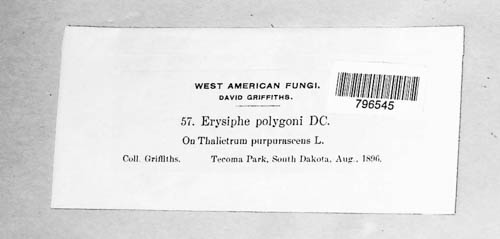 WEST AMERICAN FUNGI.
DAVID GRIFFITHS.
796545
57. Erysiphe polygoni DC.
On Thalictrum purpurascens L.
Coll. Griffiths. Tecoma Park, South Dakota, Aug., 1896.